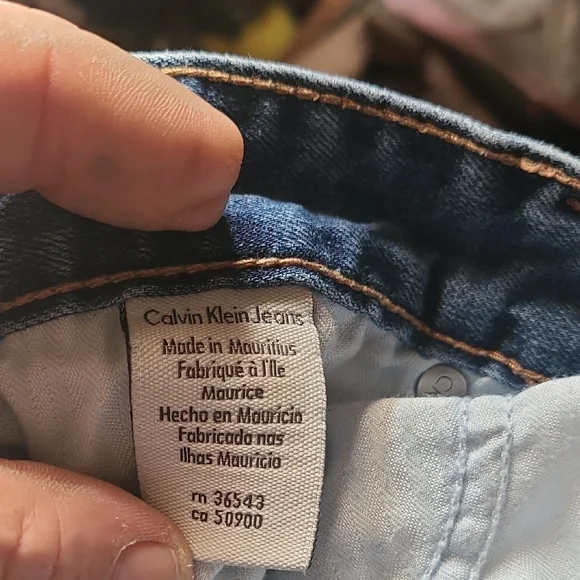 Calvin Klein Jeans
Made in Mauritius
Fabriqué à l'Ile
Maurice
Hecho en Mauricio
Fabricado nas
Ilhas Mauricio
rn 36543
ca 50900